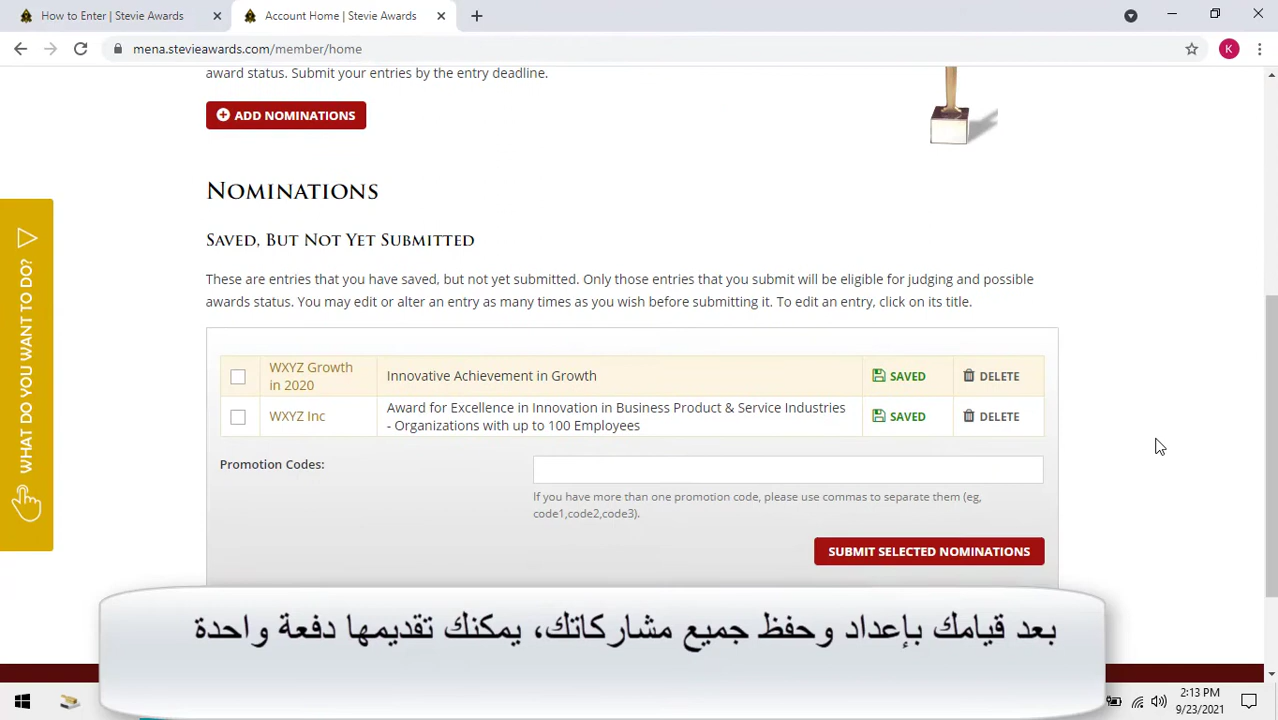 How to Enter | Stevie Awards
Account Home | Stevie Awards
mena.stevieawards.com/member/home
K
award status. Submit your entries by the entry deadline.
ADD NOMINATIONS
NOMINATIONS
SAVED, BUT NOT YET SUBMITTED
These are entries that you have saved, but not yet submitted. Only those entries that you submit will be eligible for judging and possible
awards status. You may edit or alter an entry as many times as you wish before submitting it. To edit an entry, click on its title.
WHAT DO YOU WANT TO DO?
WXYZ Growth
in 2020
Innovative Achievement in Growth
SAVED
DELETE
WXYZ Inc
Award for Excellence in Innovation in Business Product & Service Industries
- Organizations with up to 100 Employees
SAVED
DELETE
Promotion Codes:
If you have more than one promotion code, please use commas to separate them (eg,
code1,code2,code3).
SUBMIT SELECTED NOMINATIONS
بعد قيامك بإعداد وحفظ جميع مشاركاتك، يمكنك تقديمها دفعة واحدة
2:13 PM
9/23/2021